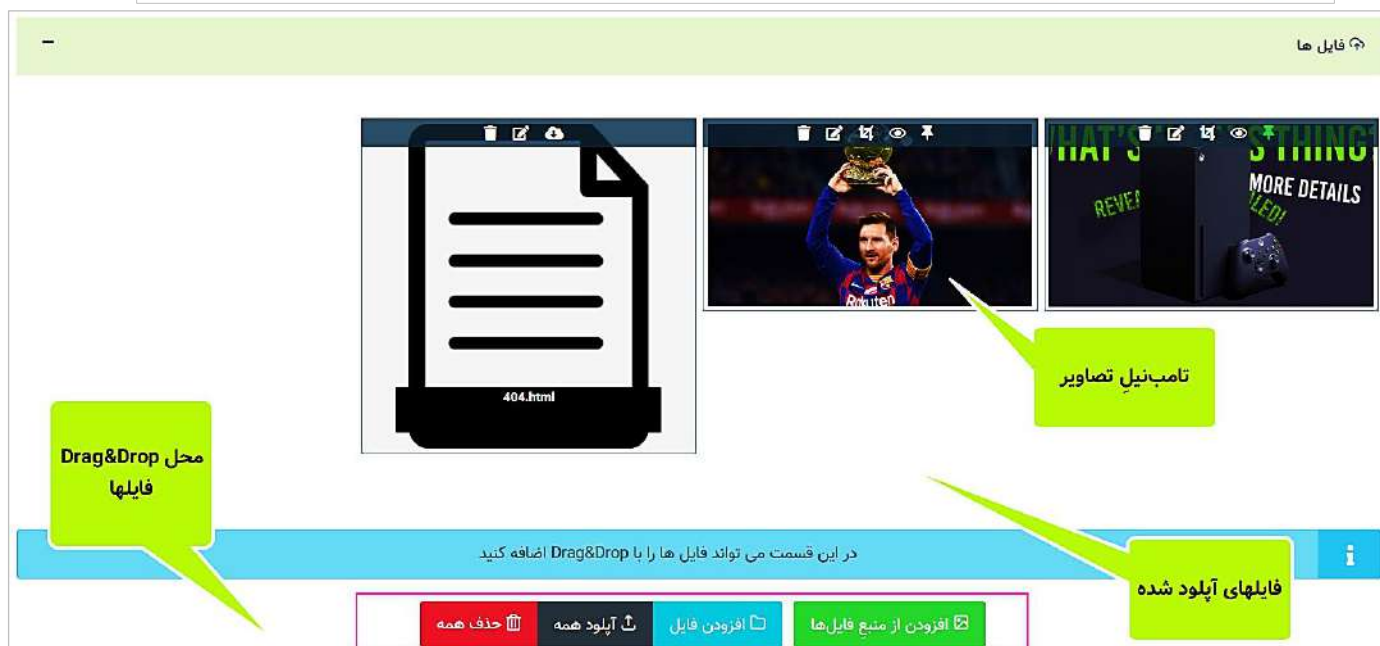 فایل ها
WHAT'S
S THING?
MORE DETAILS
Rakuten
404.html
تامب‌نیلِ تصاویر
محل Drag&Drop
فایلها
در این قسمت می تواند فایل ها را با Drag&Drop اضافه کنید
فایلهای آپلود شده
افزودن از منبعِ فایل‌ها
افزودن فایل
آپلود همه
حذف همه